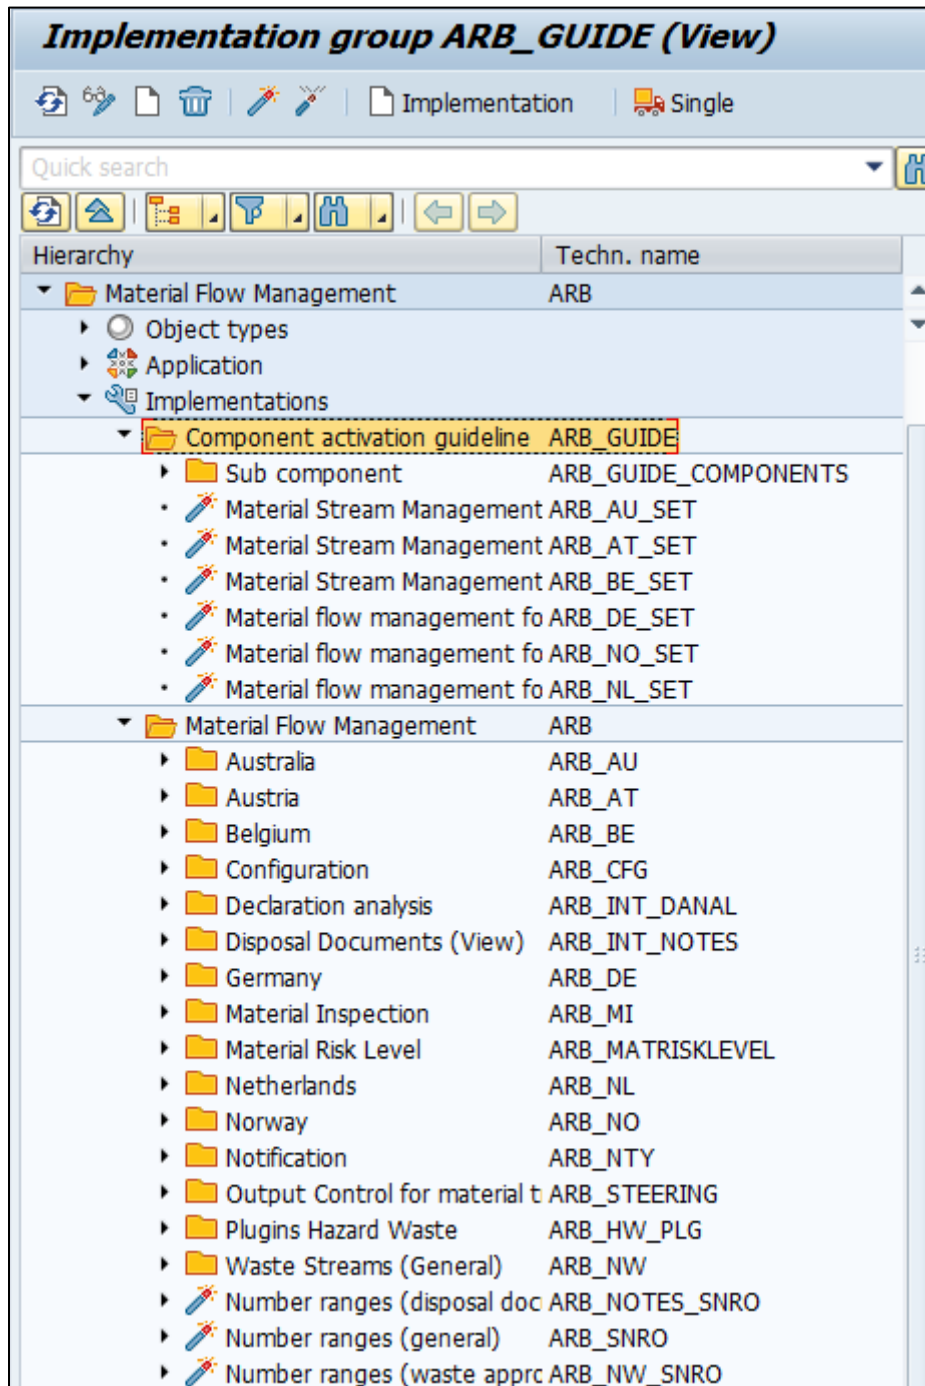 Implementation group ARB_GUIDE (View)
Implementation Single
Quick search
Hierarchy Techn. name
Material Flow Management ARB
Object types
Application
Implementations
Component activation guideline ARB_GUIDE
Sub component ARB_GUIDE_COMPONENTS
Material Stream Management ARB_AU_SET
Material Stream Management ARB_AT_SET
Material Stream Management ARB_BE_SET
Material flow management fo ARB_DE_SET
Material flow management fo ARB_NO_SET
Material flow management fo ARB_NL_SET
Material Flow Management ARB
Australia ARB_AU
Austria ARB_AT
Belgium ARB_BE
Configuration ARB_CFG
Declaration analysis ARB_INT_DANAL
Disposal Documents (View) ARB_INT_NOTES
Germany ARB_DE
Material Inspection ARB_MI
Material Risk Level ARB_MATRISKLEVEL
Netherlands ARB_NL
Norway ARB_NO
Notification ARB_NTY
Output Control for material t ARB_STEERING
Plugins Hazard Waste ARB_HW_PLG
Waste Streams (General) ARB_NW
Number ranges (disposal doc ARB_NOTES_SNRO
Number ranges (general) ARB_SNRO
Number ranges (waste appro ARB_NW_SNRO